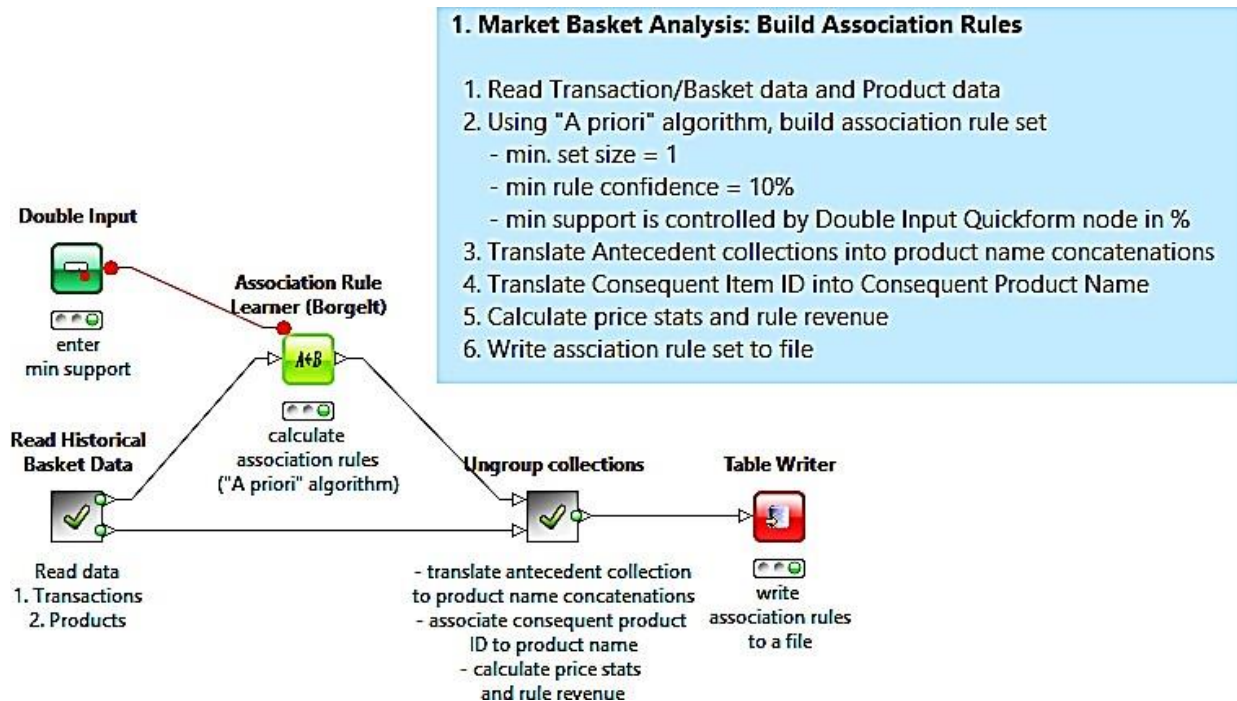 1. Market Basket Analysis: Build Association Rules
1. Read Transaction/Basket data and Product data
2. Using "A priori" algorithm, build association rule set
- min. set size = 1
- min rule confidence = 10%
- min support is controlled by Double Input Quickform node in %
3. Translate Antecedent collections into product name concatenations
4. Translate Consequent Item ID into Consequent Product Name
5. Calculate price stats and rule revenue
6. Write assciation rule set to file
Double Input
enter
min support
Association Rule
Learner (Borgelt)
A+B
calculate
association rules
("A priori" algorithm)
Read Historical
Basket Data
Read data
1. Transactions
2. Products
Ungroup collections
- translate antecedent collection
to product name concatenations
- associate consequent product
ID to product name
- calculate price stats
and rule revenue
Table Writer
write
association rules
to a file